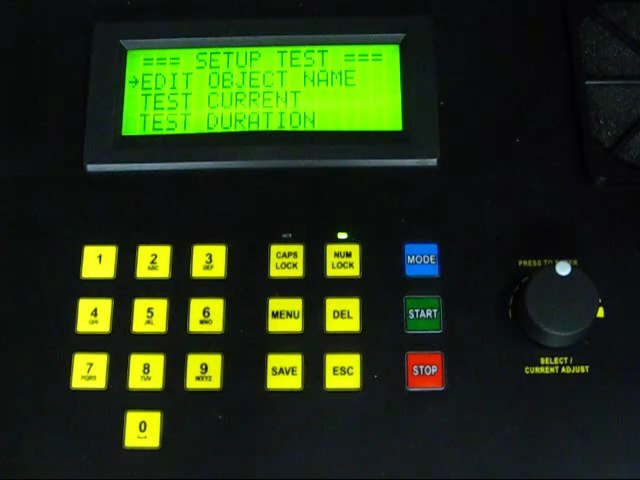 === SETUP TEST ===
→EDIT OBJECT NAME
TEST CURRENT
TEST DURATION
1
2
ABC
3
DEF
CAPS
LOCK
NUM
LOCK
MODE
PRESS TO ENTER
4
GHI
5
JKL
6
MNO
MENU
DEL
START
7
PQRS
8
TUV
9
WXYZ
SAVE
ESC
STOP
SELECT /
CURRENT ADJUST
0